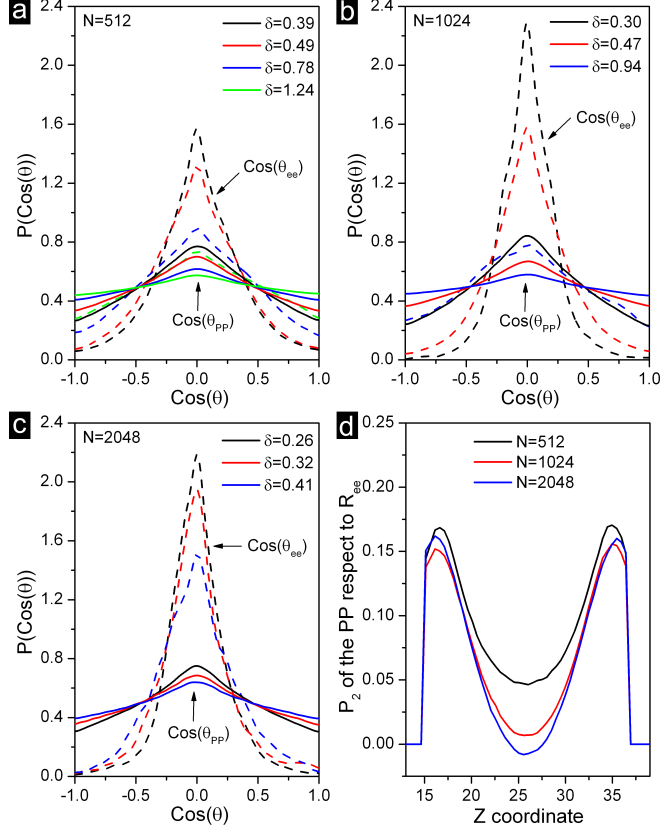 a
N=512
δ=0.39
δ=0.49
δ=0.78
δ=1.24
Cos(θee)
Cos(θPP)
P(Cos(θ))
2.4
2.0
1.6
1.2
0.8
0.4
0.0
-1.0 -0.5 0.0 0.5 1.0
Cos(θ)
b
N=1024
δ=0.30
δ=0.47
δ=0.94
Cos(θee)
Cos(θPP)
P(Cos(θ))
2.4
2.0
1.6
1.2
0.8
0.4
0.0
-1.0 -0.5 0.0 0.5 1.0
Cos(θ)
c
N=2048
δ=0.26
δ=0.32
δ=0.41
Cos(θee)
Cos(θPP)
P(Cos(θ))
2.4
2.0
1.6
1.2
0.8
0.4
0.0
-1.0 -0.5 0.0 0.5 1.0
Cos(θ)
d
N=512
N=1024
N=2048
P2 of the PP respect to Ree
0.25
0.20
0.15
0.10
0.05
0.00
15 20 25 30 35
Z coordinate